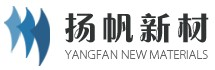 扬帆新材
YANGFAN NEW MATERIALS